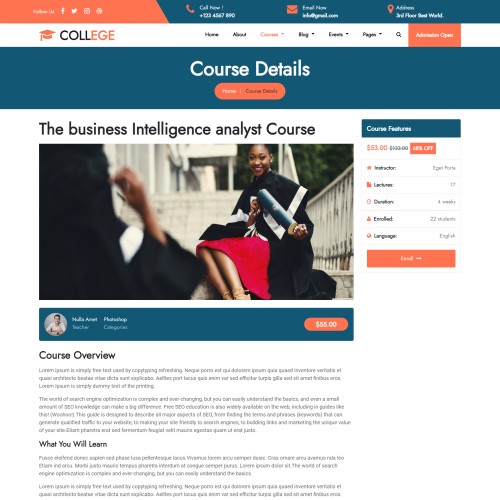 Follow Us
Call Now !
+123 4567 890
Email Now
info@gmail.com
Address
3rd Floor Best World.
COLLEGE
Home
About
Courses
Blog
Events
Pages
Admission Open
Course Details
Home | Course Details
The business Intelligence analyst Course
Nulla Amet
Teacher
Photoshop
Categories
$55.00
Course Features
$53.00 $103.00 48% OFF
Instructor: Eget Porta
Lectures: 17
Duration: 4 weeks
Enrolled: 22 students
Language: English
Enroll
Course Overview
Lorem ipsum is simply free text used by copytyping refreshing. Neque porro est qui dolorem ipsum quia quaed inventore veritatis et
quasi architecto beatae vitae dicta sunt explicabo. Aelltes port lacus quis enim var sed efficitur turpis gilla sed sit amet finibus eros.
Lorem Ipsum is simply dummy text of the printing.
The world of search engine optimization is complex and ever-changing, but you can easily understand the basics, and even a small
amount of SEO knowledge can make a big difference. Free SEO education is also widely available on the web, including in guides like
this! (Woohoo!) This guide is designed to describe all major aspects of SEO, from finding the terms and phrases (keywords) that can
generate qualified traffic to your website, to making your site friendly to search engines, to building links and marketing the unique value
of your site.Etiam pharetra erat sed fermentum feugiat velit mauris egestas quam ut erat justo.
What You Will Learn
Fusce eleifend donec sapien sed phase lusa pellentesque lacus.Vivamus lorem arcu semper duiac. Cras ornare arcu avamus nda leo
Etiam ind arcu. Morbi justo mauris tempus pharetra interdum at congue semper purus. Lorem ipsum dolor sit.The world of search
engine optimization is complex and ever-changing, but you can easily understand the basics.
Lorem ipsum is simply free text used by copytyping refreshing. Neque porro est qui dolorem ipsum quia quaed inventore veritatis et
quasi architecto beatae vitae dicta sunt explicabo. Aelltes port lacus quis enim var sed efficitur turpis gilla sed sit amet finibus eros.